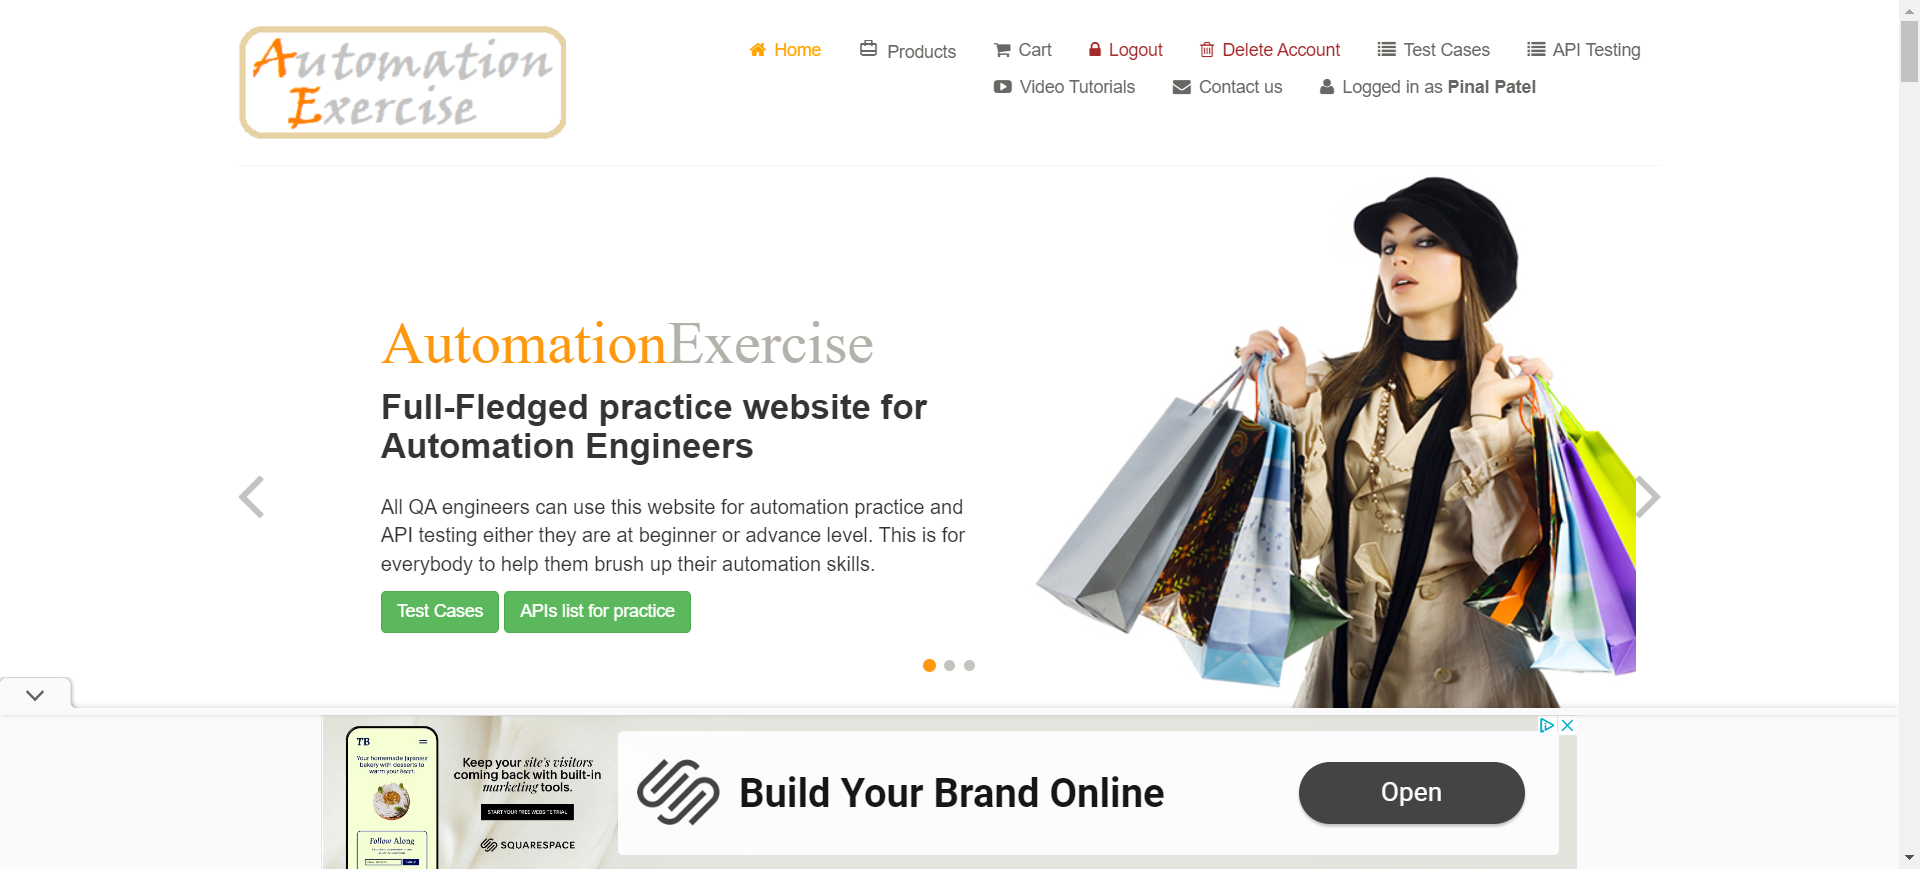 Automation
Exercise
Home
Products
Cart
Logout
Delete Account
Test Cases
API Testing
Video Tutorials
Contact us
Logged in as Pinal Patel
AutomationExercise
Full-Fledged practice website for
Automation Engineers
All QA engineers can use this website for automation practice and
API testing either they are at beginner or advance level. This is for
everybody to help them brush up their automation skills.
Test Cases
APIs list for practice
TB
Your homemade Japanese
bakery with desserts to
warm your heart.
Follow Along
Keep your site's visitors
coming back with built-in
marketing tools.
START YOUR FREE WEBSITE TRIAL
SQUARESPACE
Build Your Brand Online
Open